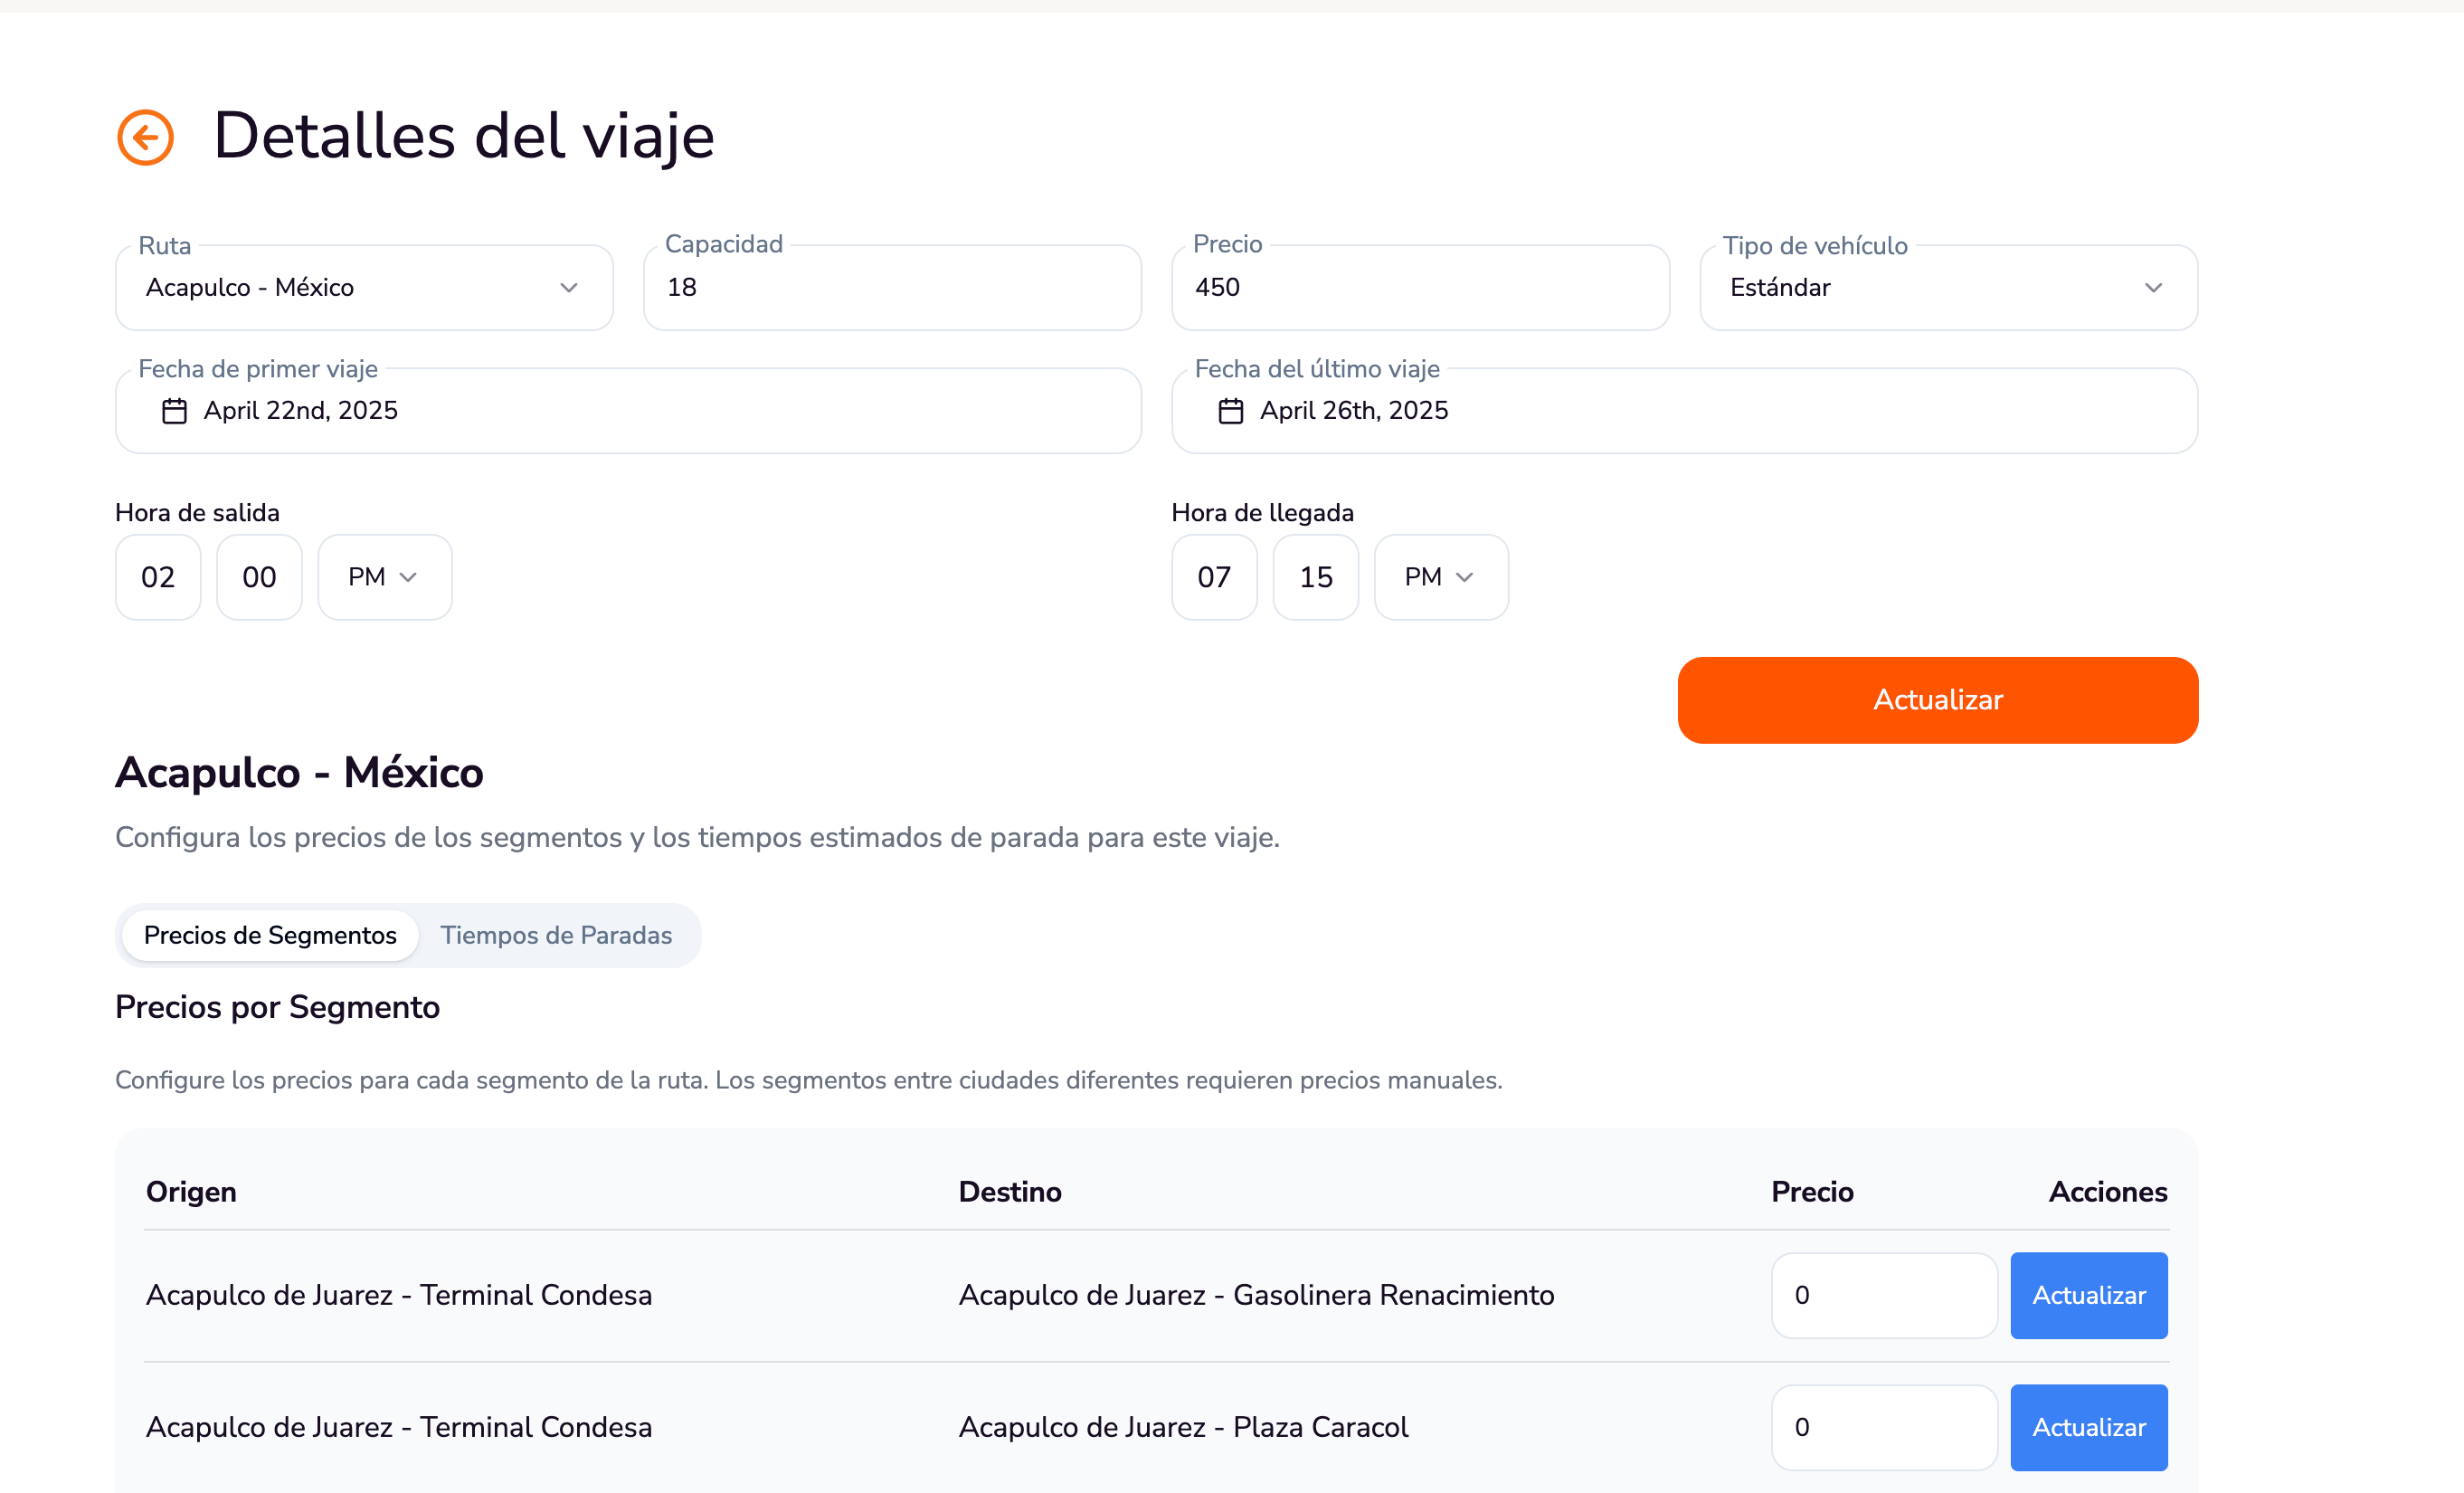 Detalles del viaje
Ruta
Acapulco - México
Capacidad
18
Precio
450
Tipo de vehículo
Estándar
Fecha de primer viaje
April 22nd, 2025
Fecha del último viaje
April 26th, 2025
Hora de salida
02 00 PM
Hora de llegada
07 15 PM
Actualizar
Acapulco - México
Configura los precios de los segmentos y los tiempos estimados de parada para este viaje.
Precios de Segmentos Tiempos de Paradas
Precios por Segmento
Configure los precios para cada segmento de la ruta. Los segmentos entre ciudades diferentes requieren precios manuales.
Origen Destino Precio Acciones
Acapulco de Juarez - Terminal Condesa Acapulco de Juarez - Gasolinera Renacimiento 0 Actualizar
Acapulco de Juarez - Terminal Condesa Acapulco de Juarez - Plaza Caracol 0 Actualizar